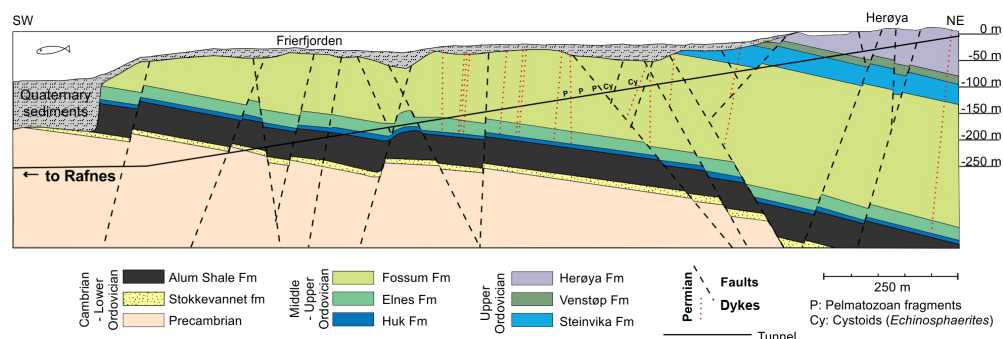 SW
Herøya
NE
Frierfjorden
0 m
-50 m
-100 m
-150 m
-200 m
-250 m
Quaternary
sediments
P P P Cy Cy
← to Rafnes
Cambrian
- Lower
Ordovician
Alum Shale Fm
Stokkevannet fm
Precambrian
Middle
- Upper
Ordovician
Fossum Fm
Elnes Fm
Huk Fm
Upper
Ordovician
Herøya Fm
Venstøp Fm
Steinvika Fm
Permian
Faults
Dykes
Tunnel
250 m
P: Pelmatozoan fragments
Cy: Cystoids (Echinosphaerites)